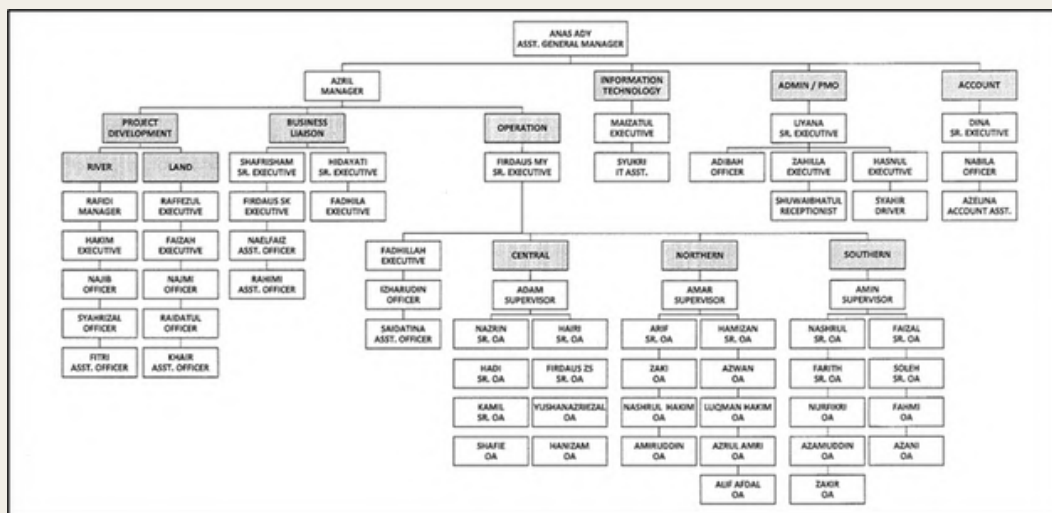 ANAS ADY
ASST. GENERAL MANAGER
AZRIL
MANAGER
INFORMATION
TECHNOLOGY
ADMIN / PMO
ACCOUNT
PROJECT
DEVELOPMENT
BUSINESS
LIAISON
OPERATION
MAIZATUL
EXECUTIVE
LIYANA
SR. EXECUTIVE
DINA
SR. EXECUTIVE
RIVER
LAND
SHAFRISHAM
SR. EXECUTIVE
HIDAYATI
SR. EXECUTIVE
FIRDAUS MY
SR. EXECUTIVE
SYUKRI
IT ASST.
ADIBAH
OFFICER
ZAHILLA
EXECUTIVE
HASNUL
EXECUTIVE
NABILA
OFFICER
RAFIDI
MANAGER
RAFFEZUL
EXECUTIVE
FIRDAUS SK
EXECUTIVE
FADHILA
EXECUTIVE
SHUWAIBHATUL
RECEPTIONIST
SYAHIR
DRIVER
AZELINA
ACCOUNT ASST.
HAKIM
EXECUTIVE
FAIZAH
EXECUTIVE
NAELFAIZ
ASST. OFFICER
FADHILLAH
EXECUTIVE
CENTRAL
NORTHERN
SOUTHERN
NAJIB
OFFICER
NAJMI
OFFICER
RAHIMI
ASST. OFFICER
IZHARUDIN
OFFICER
ADAM
SUPERVISOR
AMAR
SUPERVISOR
AMIN
SUPERVISOR
SYAHRIZAL
OFFICER
RAIDATUL
OFFICER
SAIDATINA
ASST. OFFICER
NAZRIN
SR. OA
HAIRI
SR. OA
ARIF
SR. OA
HAMIZAN
SR. OA
NASHRUL
SR. OA
FAIZAL
SR. OA
FITRI
ASST. OFFICER
KHAIR
ASST. OFFICER
HADI
SR. OA
FIRDAUS ZS
SR. OA
ZAKI
OA
AZWAN
OA
FARITH
SR. OA
SOLEH
SR. OA
KAMIL
SR. OA
YUSHANAZRIEZAL
OA
NASHRUL HAKIM
OA
LUQMAN HAKIM
OA
NURFIKRI
OA
FAHMI
OA
SHAFIE
OA
HANIZAM
OA
AMIRUDDIN
OA
AZRUL AMRI
OA
AZAMUDDIN
OA
AZANI
OA
ALIF AFDAL
OA
ZAKIR
OA